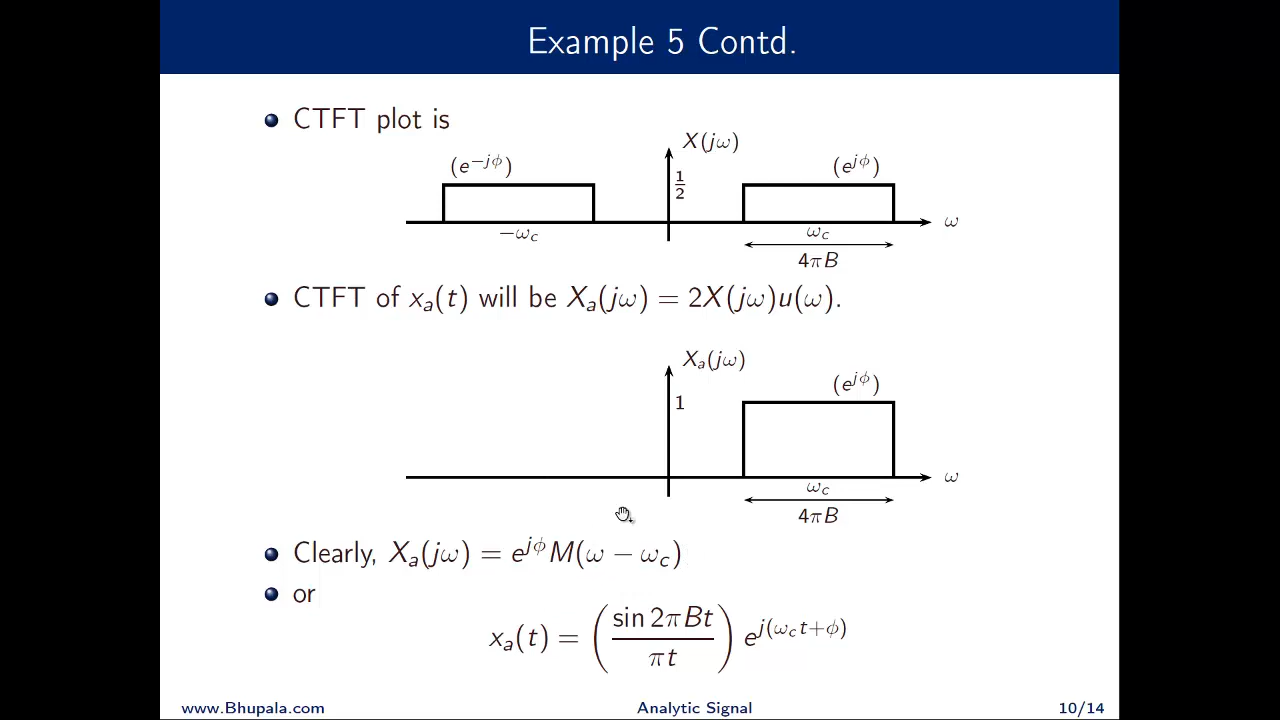 Example 5 Contd.
CTFT plot is
X(jω)
(e^{−jϕ}) (e^{jϕ})
1/2
ω
−ω_c ω_c
4πB
CTFT of x_a(t) will be X_a(jω) = 2X(jω)u(ω).
X_a(jω)
(e^{jϕ})
1
ω
ω_c
4πB
Clearly, X_a(jω) = e^{jϕ}M(ω − ω_c)
or
x_a(t) = (sin 2πBt / πt) e^{j(ω_c t+ϕ)}
www.Bhupala.com Analytic Signal 10/14